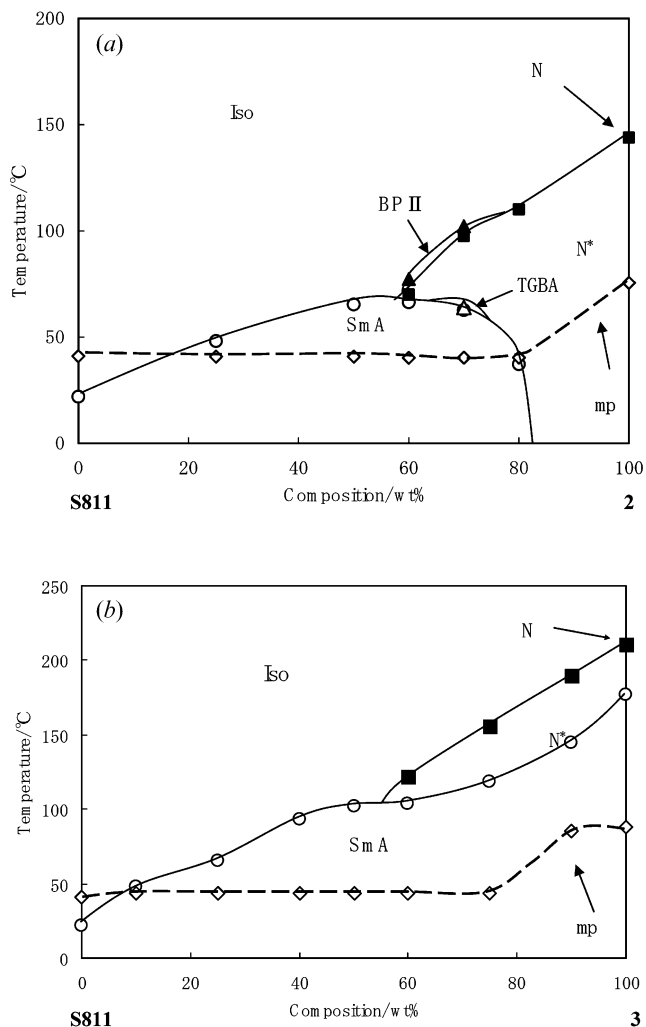 200
(a)
N
Iso
150
BP II
100
N*
TGBA
SmA
50
mp
0
0 20 40 60 80 100
Temperature/℃
Composition/wt%
S811 2
250
(b)
N
Iso
200
150
N*
100
SmA
50
mp
0
0 20 40 60 80 100
Temperature/℃
Composition/wt%
S811 3